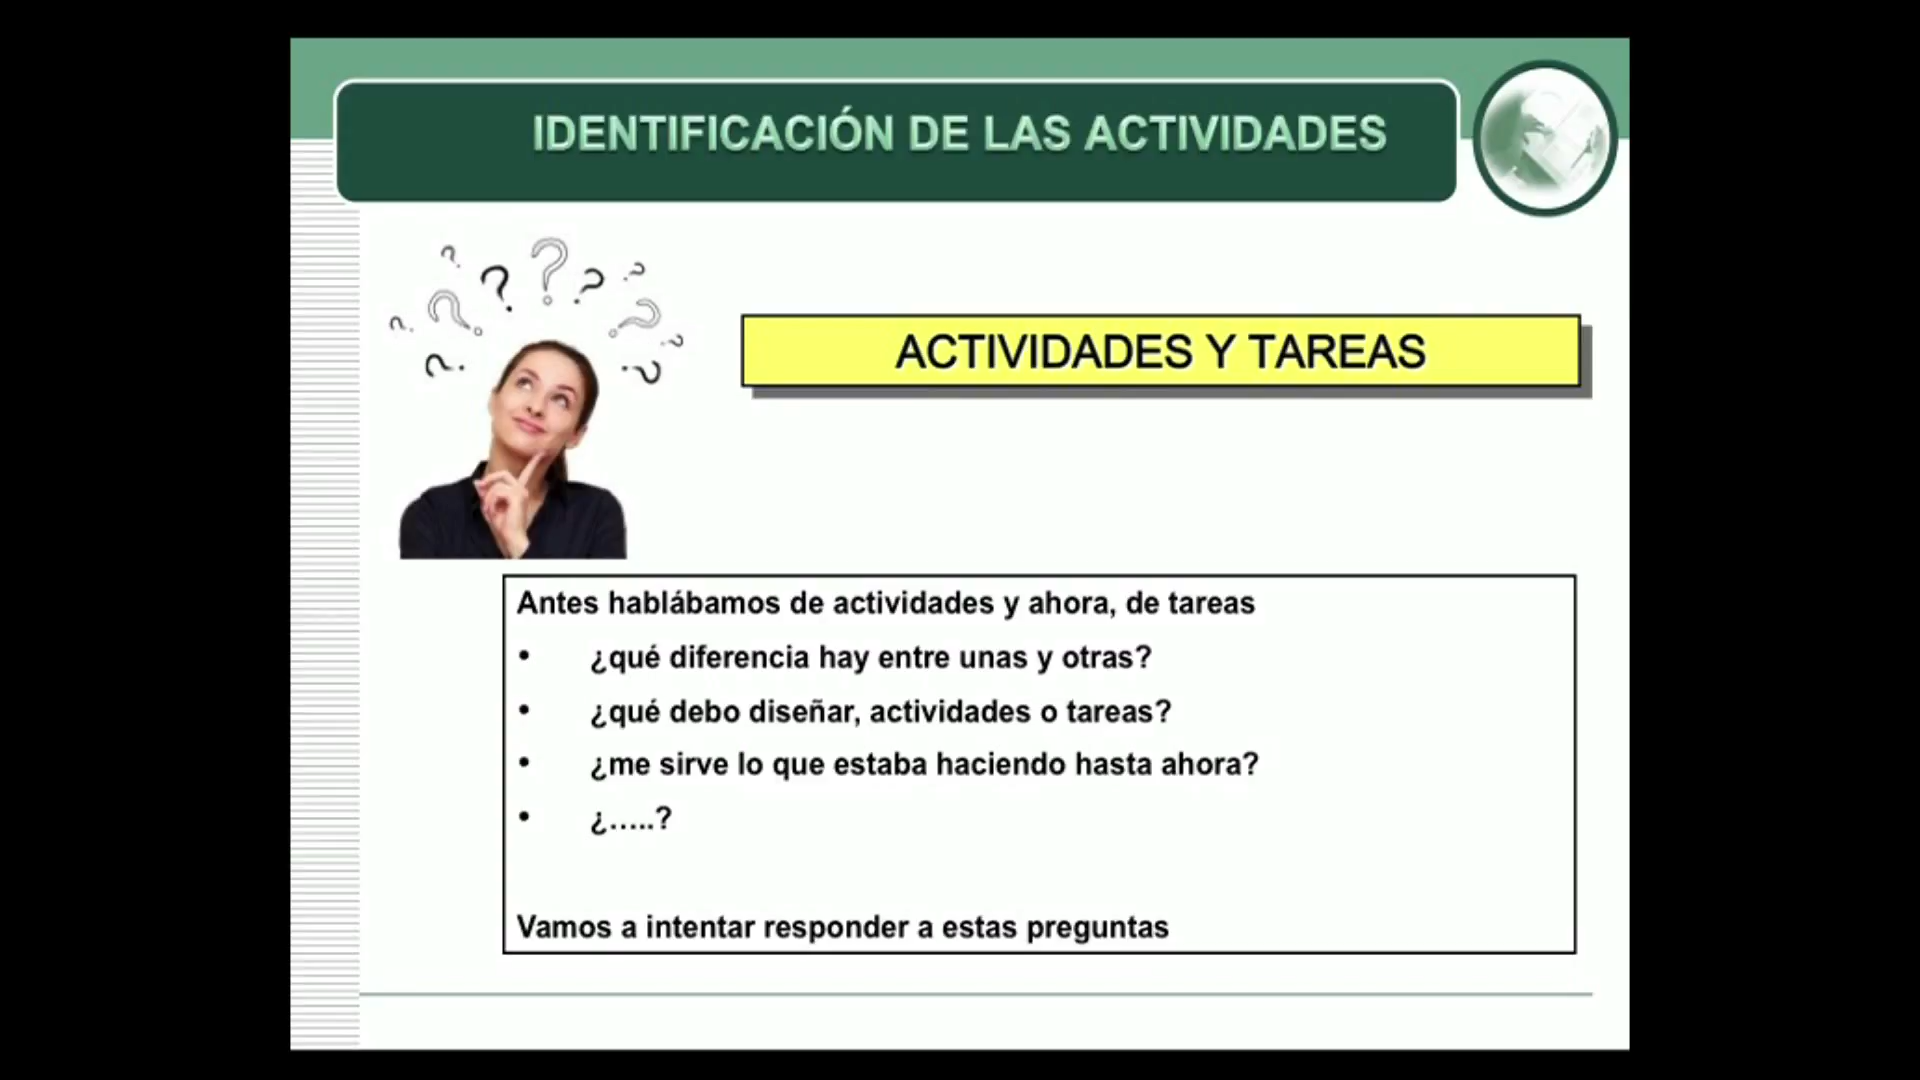 IDENTIFICACIÓN DE LAS ACTIVIDADES
ACTIVIDADES Y TAREAS
Antes hablábamos de actividades y ahora, de tareas
• ¿qué diferencia hay entre unas y otras?
• ¿qué debo diseñar, actividades o tareas?
• ¿me sirve lo que estaba haciendo hasta ahora?
• ¿…..?
Vamos a intentar responder a estas preguntas